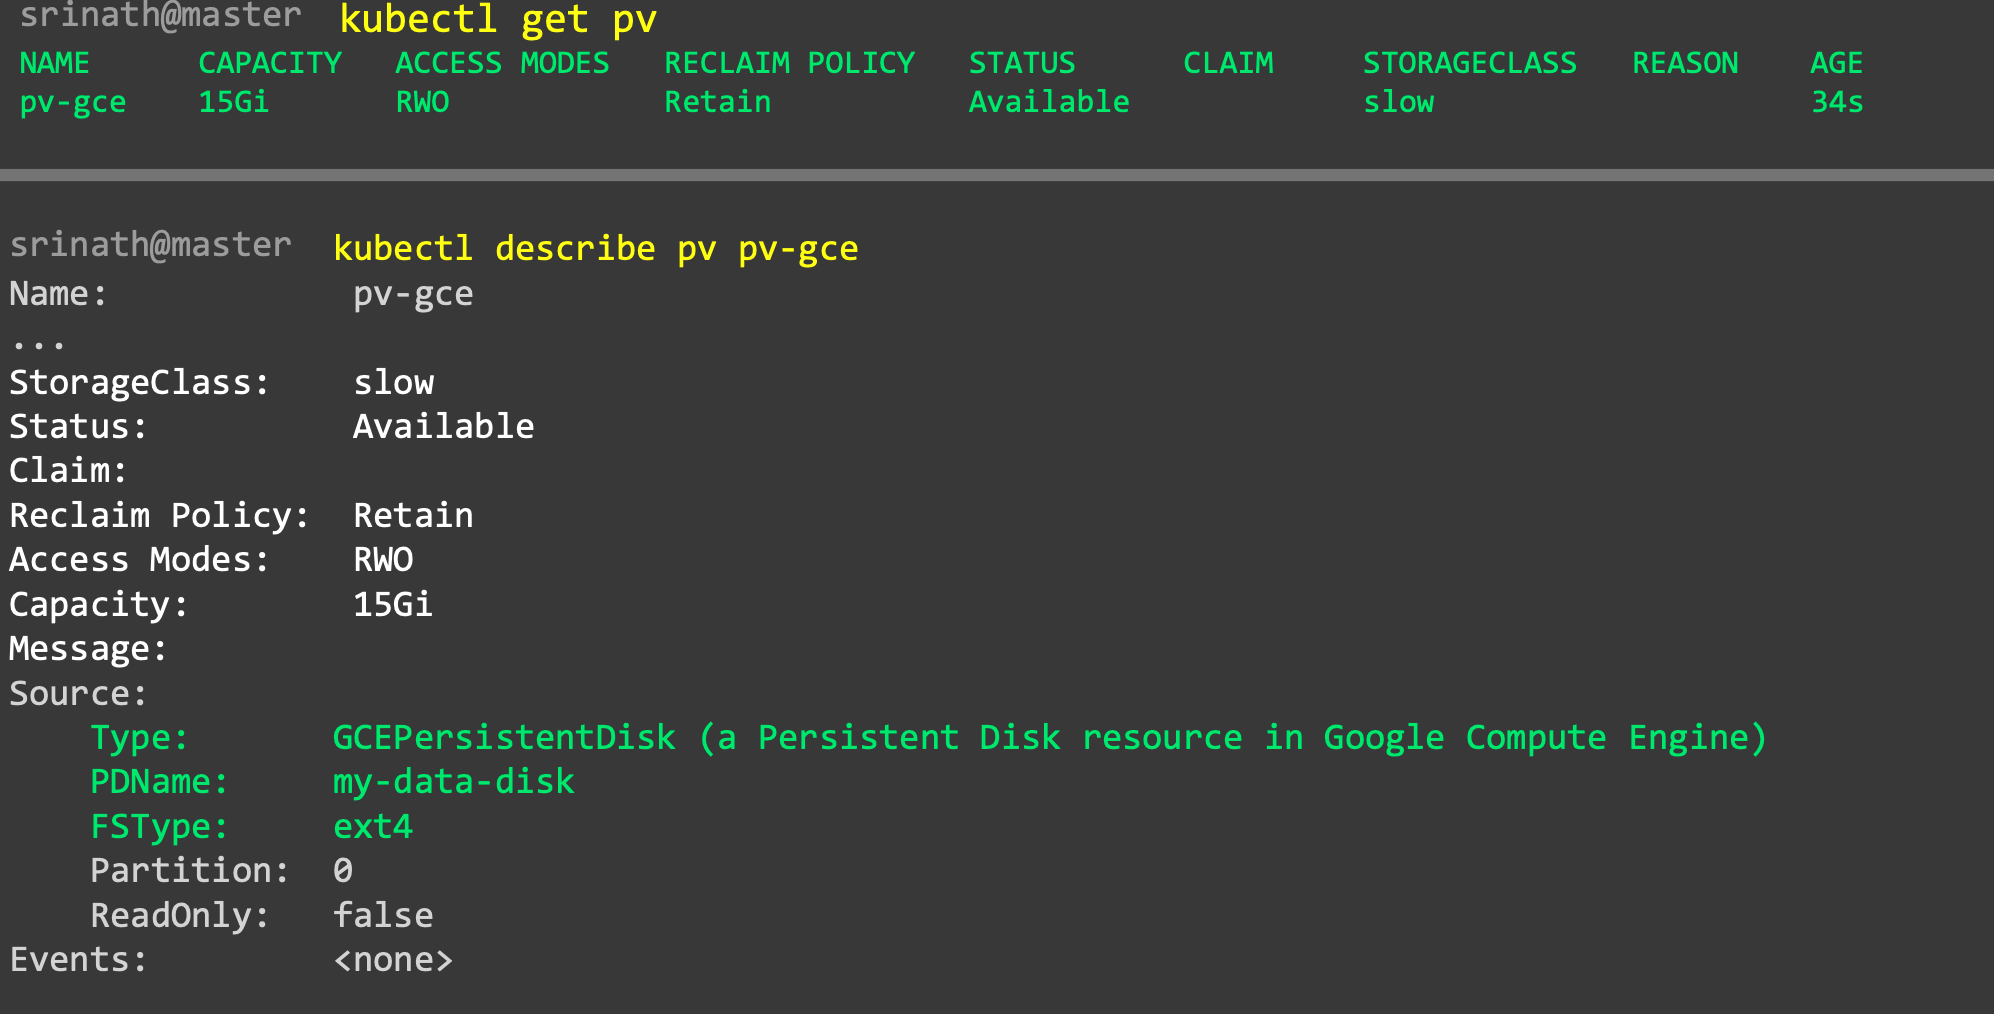 srinath@master kubectl get pv
NAME CAPACITY ACCESS MODES RECLAIM POLICY STATUS CLAIM STORAGECLASS REASON AGE
pv-gce 15Gi RWO Retain Available slow 34s
srinath@master kubectl describe pv pv-gce
Name: pv-gce
...
StorageClass: slow
Status: Available
Claim:
Reclaim Policy: Retain
Access Modes: RWO
Capacity: 15Gi
Message:
Source:
Type: GCEPersistentDisk (a Persistent Disk resource in Google Compute Engine)
PDName: my-data-disk
FSType: ext4
Partition: 0
ReadOnly: false
Events: <none>